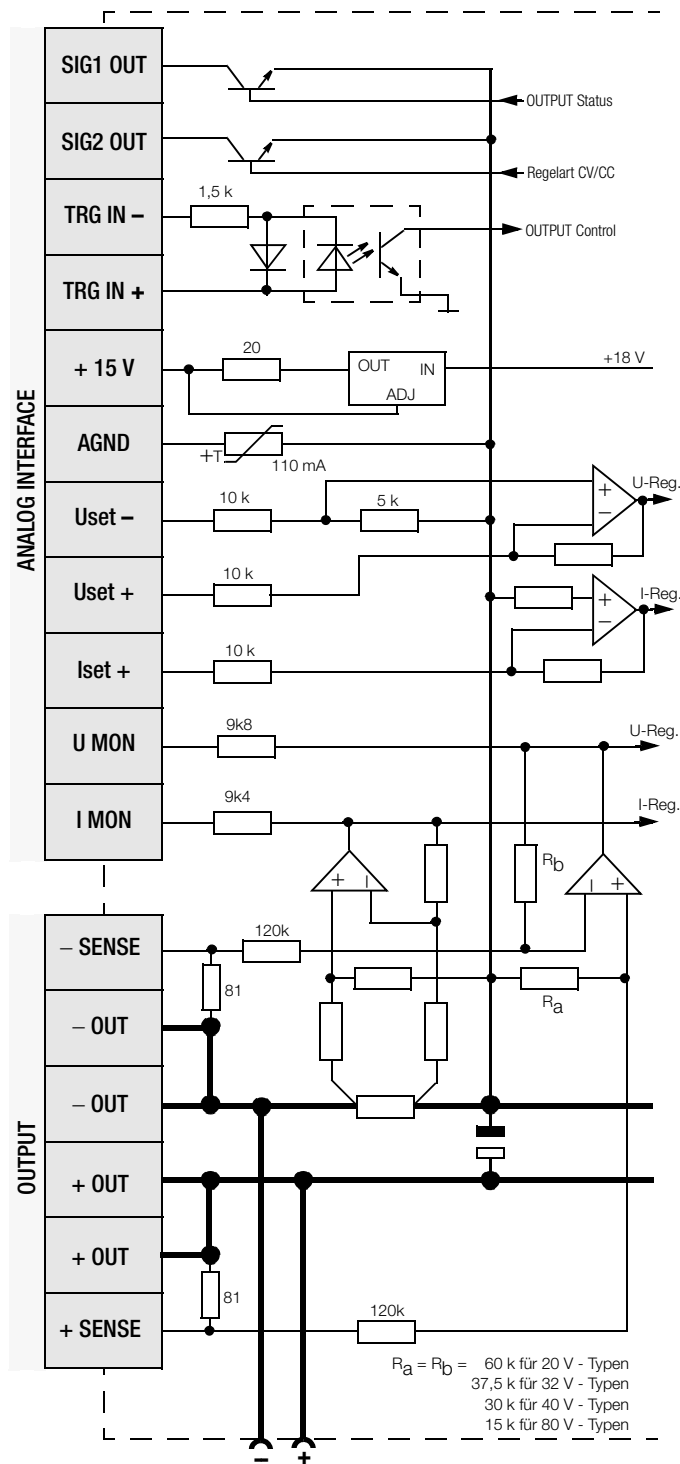 SIG1 OUT
OUTPUT Status
SIG2 OUT
Regelart CV/CC
1,5 k
TRG IN –
OUTPUT Control
TRG IN +
+ 15 V
20
OUT
IN
ADJ
+18 V
AGND
+T
110 mA
ANALOG INTERFACE
Uset –
10 k
5 k
+
–
U-Reg.
Uset +
10 k
+
–
I-Reg.
Iset +
10 k
U MON
9k8
U-Reg.
I MON
9k4
I-Reg.
+
–
Rb
–
+
– SENSE
120k
81
Ra
– OUT
– OUT
OUTPUT
+ OUT
+ OUT
81
+ SENSE
120k
Ra = Rb = 60 k für 20 V - Typen
37,5 k für 32 V - Typen
30 k für 40 V - Typen
15 k für 80 V - Typen
– +